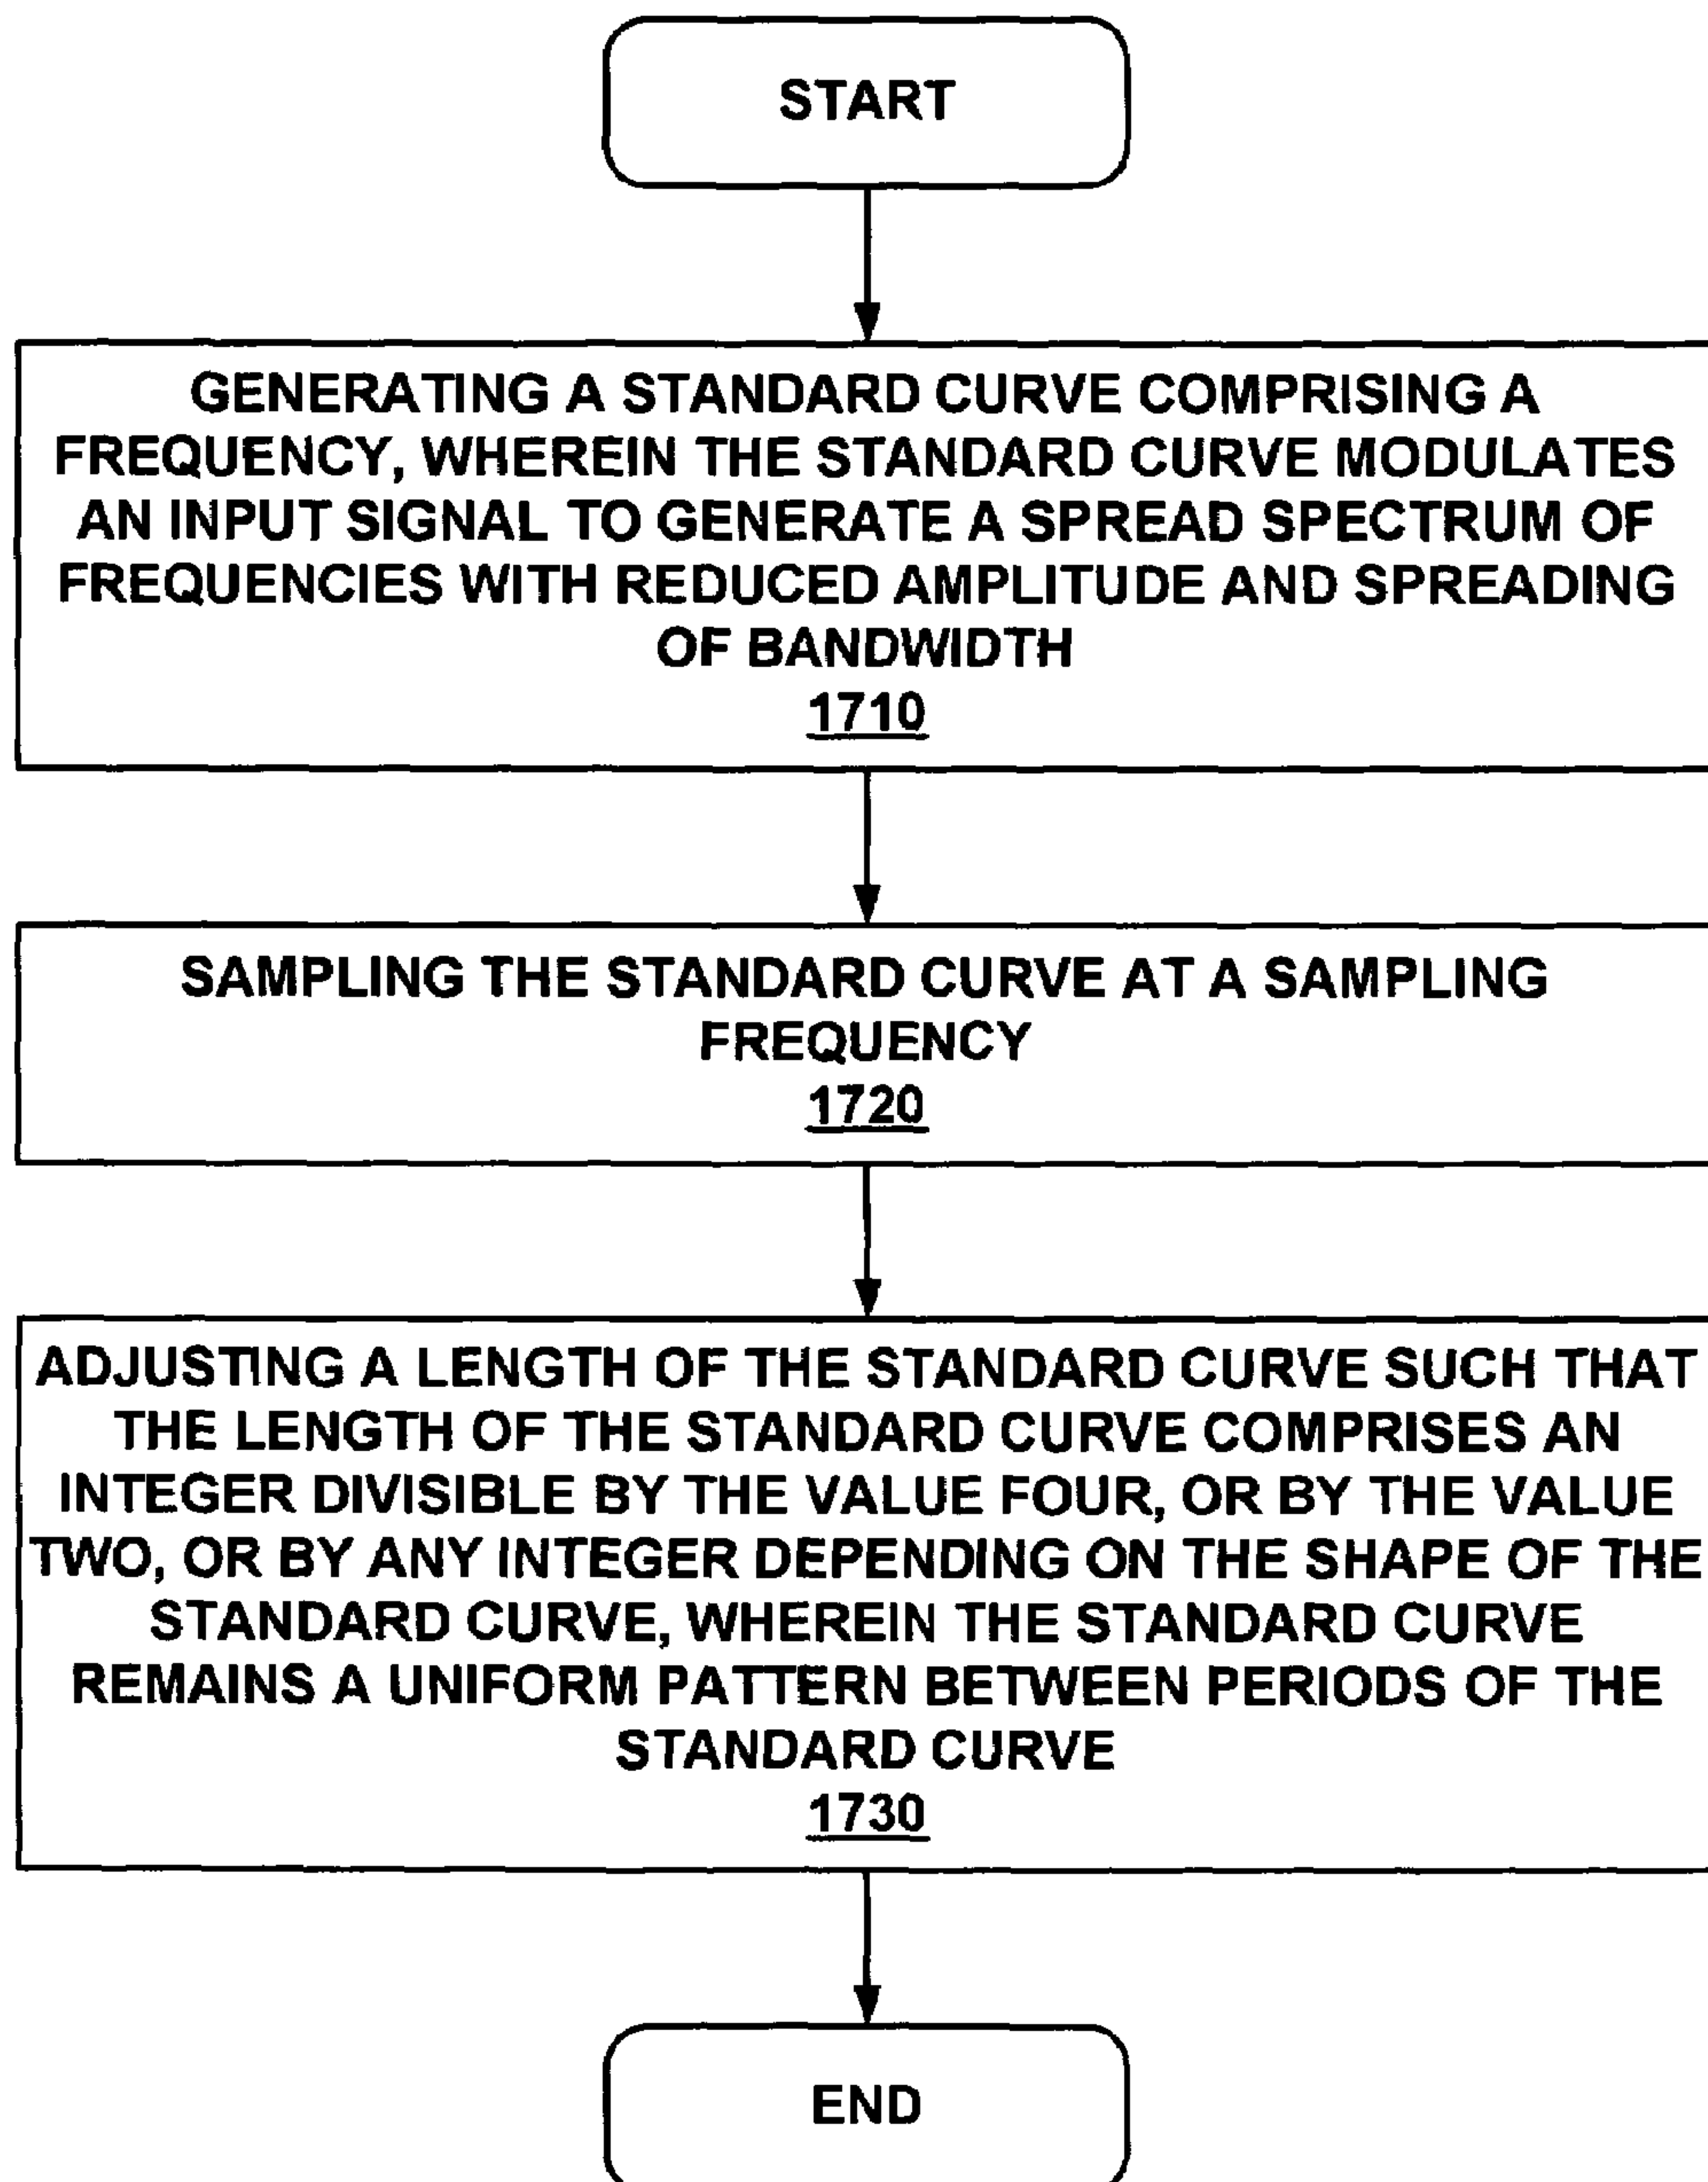 START
GENERATING A STANDARD CURVE COMPRISING A
FREQUENCY, WHEREIN THE STANDARD CURVE MODULATES
AN INPUT SIGNAL TO GENERATE A SPREAD SPECTRUM OF
FREQUENCIES WITH REDUCED AMPLITUDE AND SPREADING
OF BANDWIDTH
1710
SAMPLING THE STANDARD CURVE AT A SAMPLING
FREQUENCY
1720
ADJUSTING A LENGTH OF THE STANDARD CURVE SUCH THAT
THE LENGTH OF THE STANDARD CURVE COMPRISES AN
INTEGER DIVISIBLE BY THE VALUE FOUR, OR BY THE VALUE
TWO, OR BY ANY INTEGER DEPENDING ON THE SHAPE OF THE
STANDARD CURVE, WHEREIN THE STANDARD CURVE
REMAINS A UNIFORM PATTERN BETWEEN PERIODS OF THE
STANDARD CURVE
1730
END